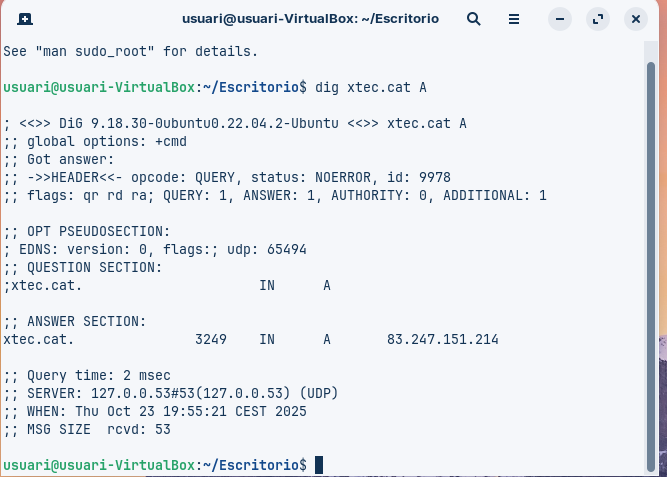 usuari@usuari-VirtualBox: ~/Escritorio
See "man sudo_root" for details.
usuari@usuari-VirtualBox:~/Escritorio$ dig xtec.cat A
; <<>> DiG 9.18.30-0ubuntu0.22.04.2-Ubuntu <<>> xtec.cat A
;; global options: +cmd
;; Got answer:
;; ->>HEADER<<- opcode: QUERY, status: NOERROR, id: 9978
;; flags: qr rd ra; QUERY: 1, ANSWER: 1, AUTHORITY: 0, ADDITIONAL: 1
;; OPT PSEUDOSECTION:
; EDNS: version: 0, flags:; udp: 65494
;; QUESTION SECTION:
;xtec.cat.                      IN      A
;; ANSWER SECTION:
xtec.cat.               3249    IN      A       83.247.151.214
;; Query time: 2 msec
;; SERVER: 127.0.0.53#53(127.0.0.53) (UDP)
;; WHEN: Thu Oct 23 19:55:21 CEST 2025
;; MSG SIZE  rcvd: 53
usuari@usuari-VirtualBox:~/Escritorio$